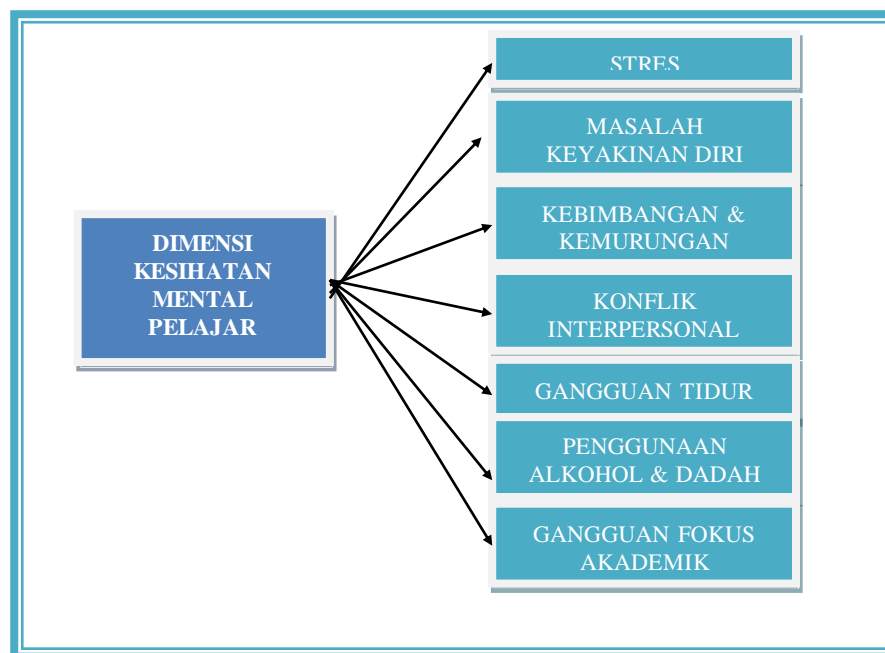 DIMENSI
KESIHATAN
MENTAL
PELAJAR
STRES
MASALAH
KEYAKINAN DIRI
KEBIMBANGAN &
KEMURUNGAN
KONFLIK
INTERPERSONAL
GANGGUAN TIDUR
PENGGUNAAN
ALKOHOL & DADAH
GANGGUAN FOKUS
AKADEMIK